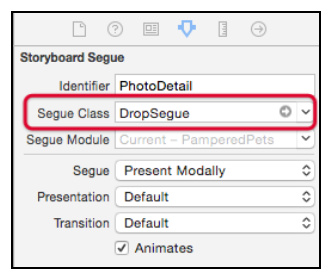 Storyboard Segue
Identifier PhotoDetail
Segue Class DropSegue
Segue Module Current – PamperedPets
Segue Present Modally
Presentation Default
Transition Default
Animates